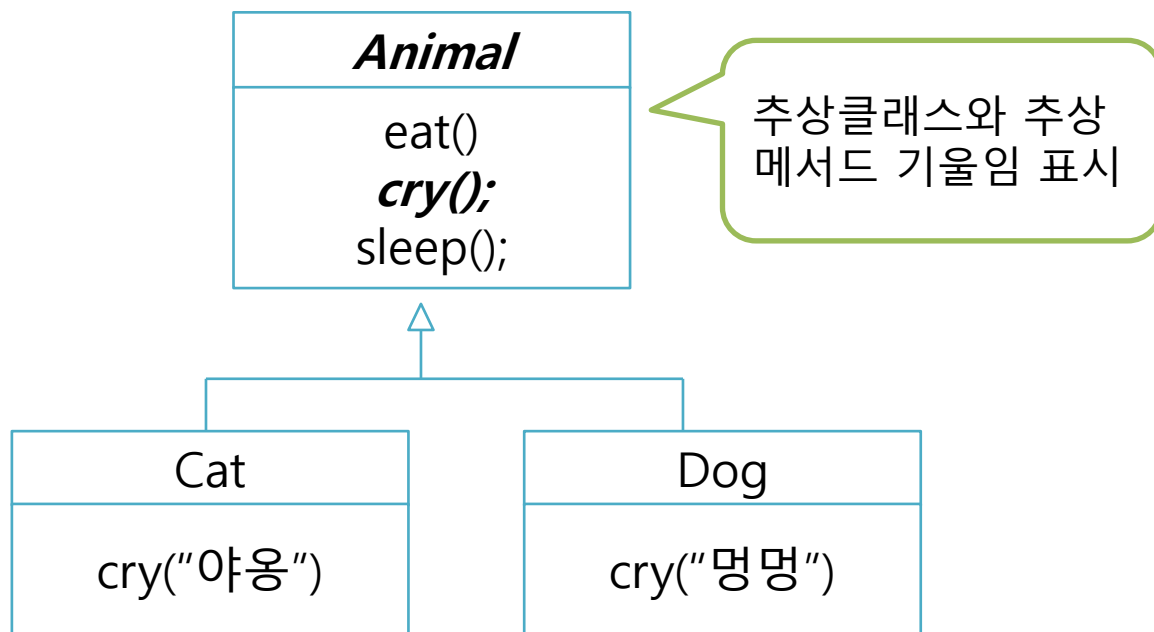 Animal
eat()
cry();
sleep();
추상클래스와 추상
메서드 기울임 표시
Cat
cry(“야옹”)
Dog
cry(“멍멍”)